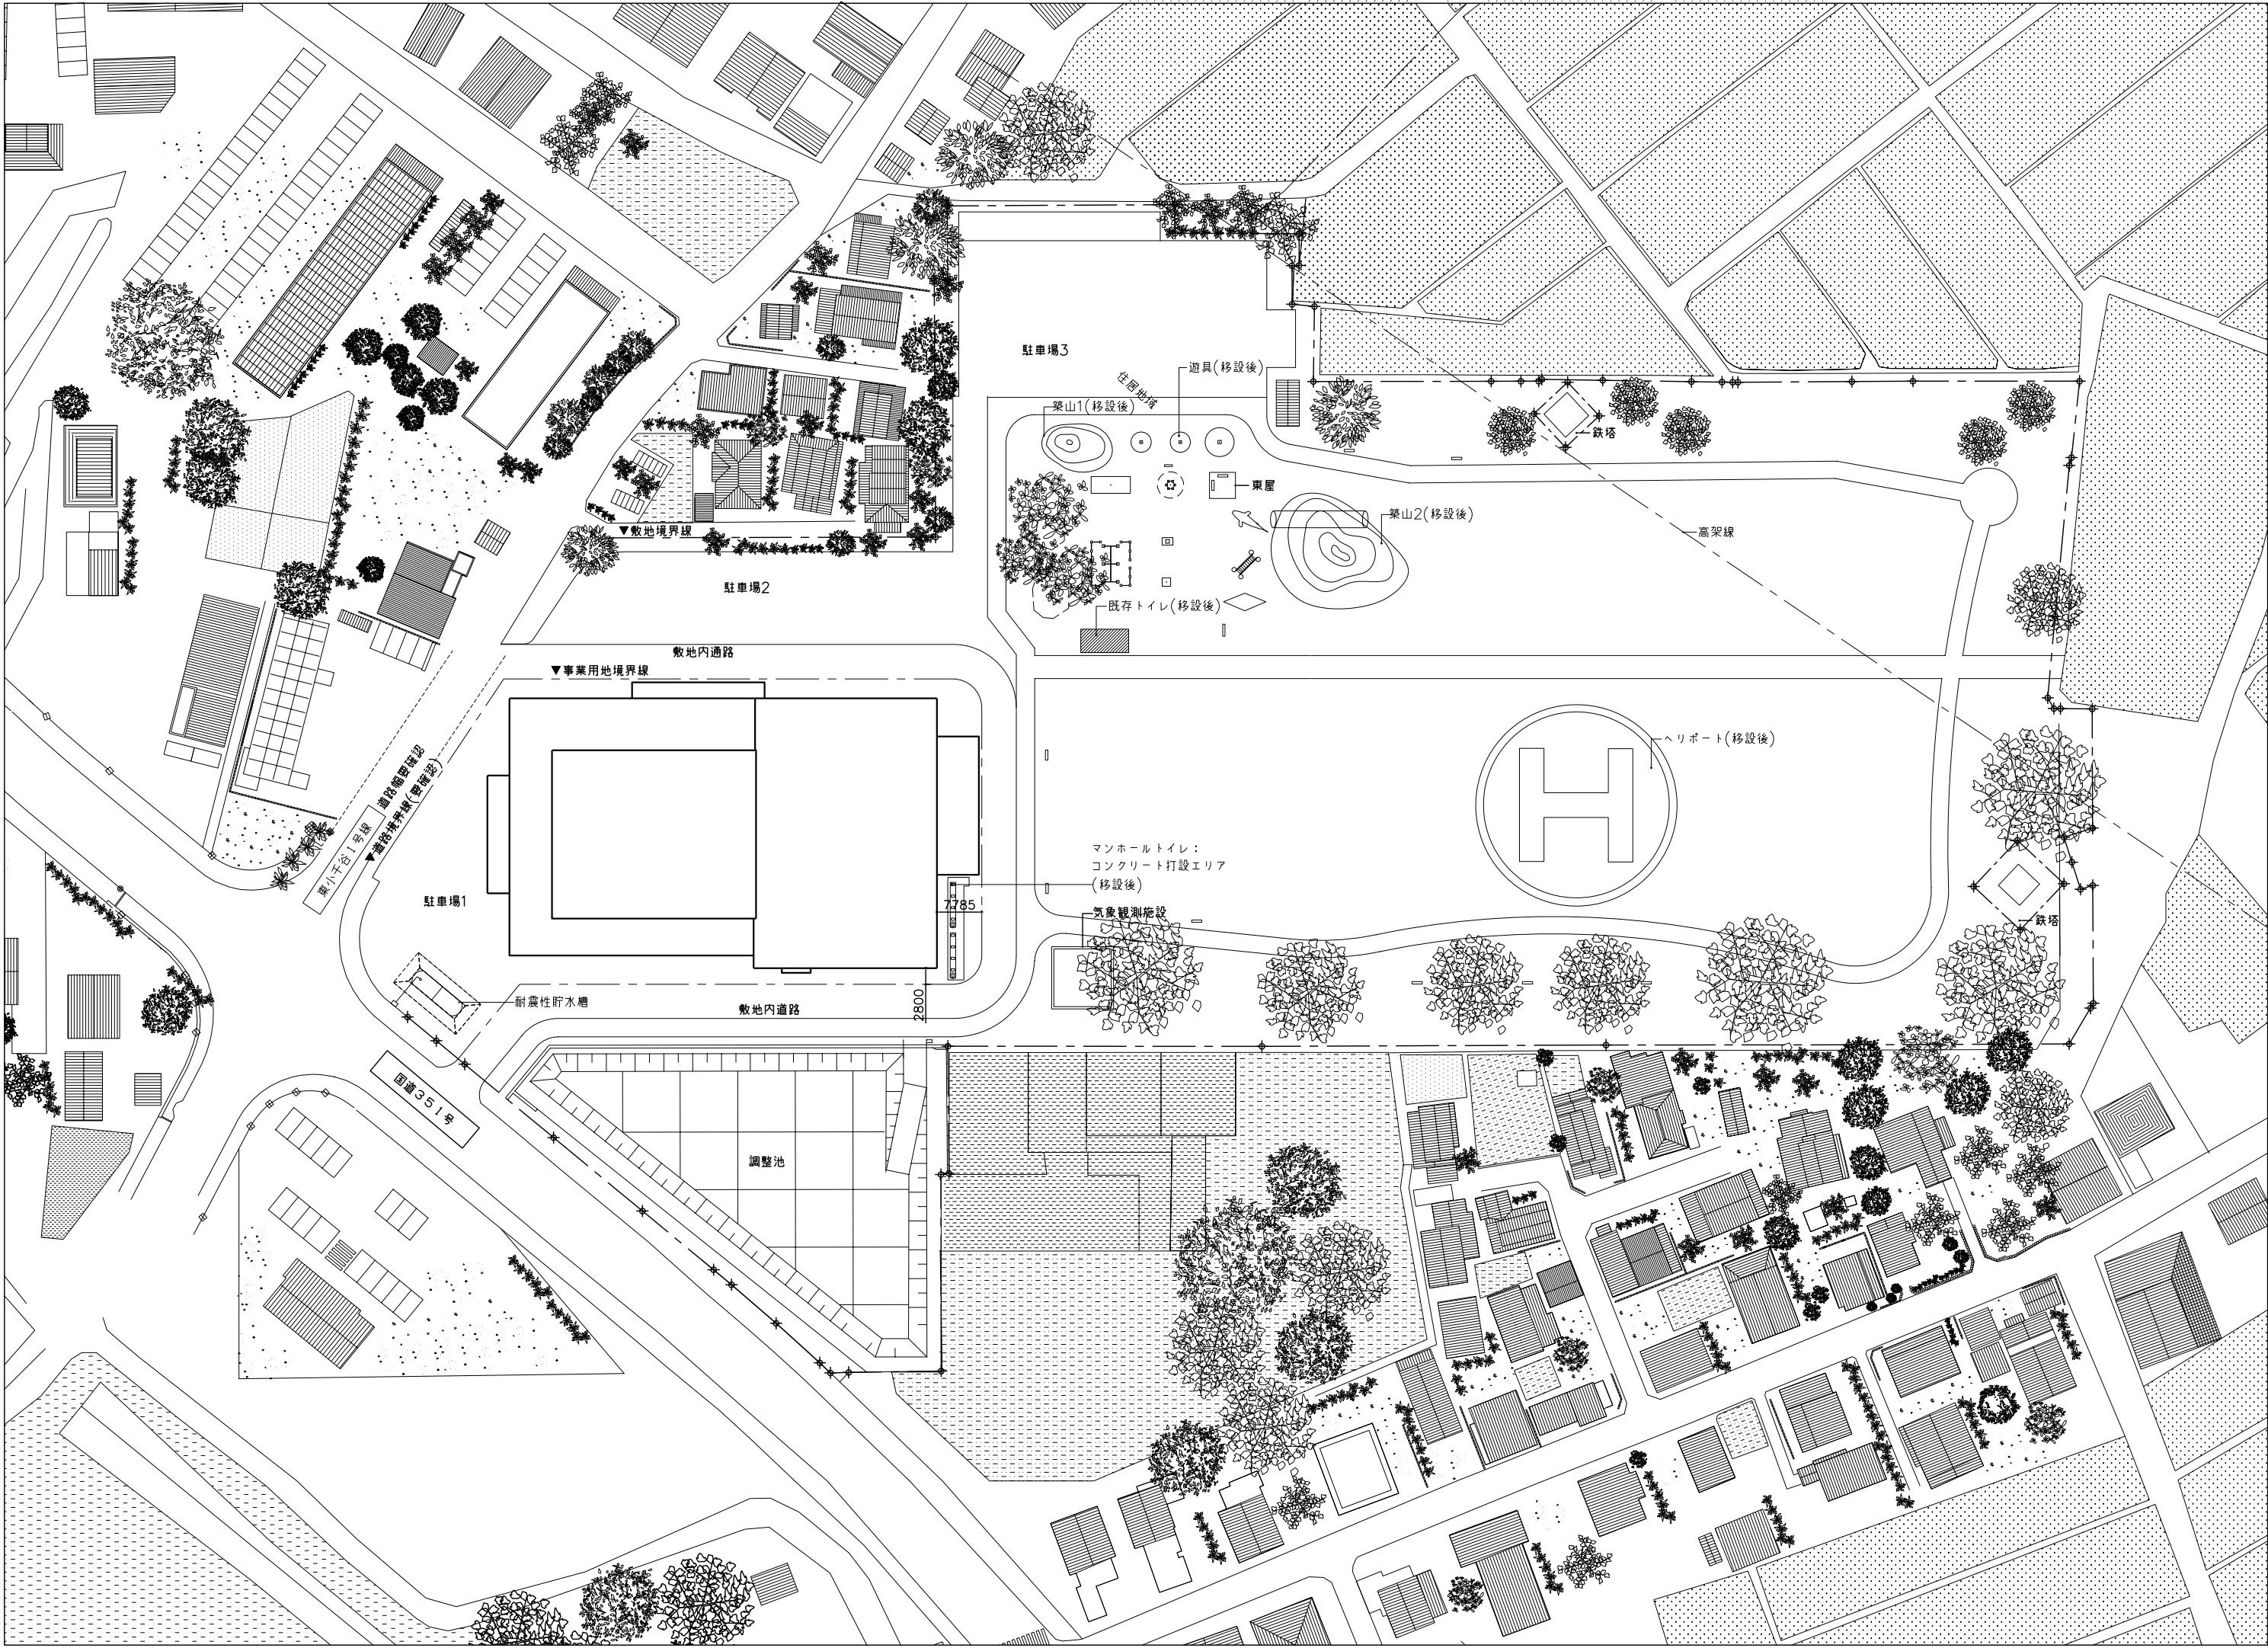 駐車場3
遊具(移設後)
住居地域
築山1(移設後)
鉄塔
東屋
築山2(移設後)
▼敷地境界線
高架線
駐車場2
既存トイレ(移設後)
敷地内通路
▼事業用地境界線
ヘリポート(移設後)
道路幅要確認
▼道路境界線(要確認)
東小千谷1号線
マンホールトイレ：
コンクリート打設エリア
(移設後)
駐車場1
7785
気象観測施設
鉄塔
H
耐震性貯水槽
敷地内道路
2800
国道351号
調整池